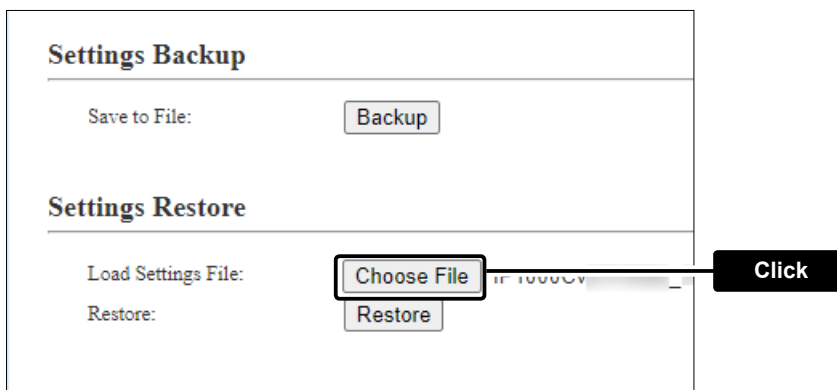 Settings Backup
Save to File: Backup
Settings Restore
Load Settings File: Choose File
Click
Restore: Restore